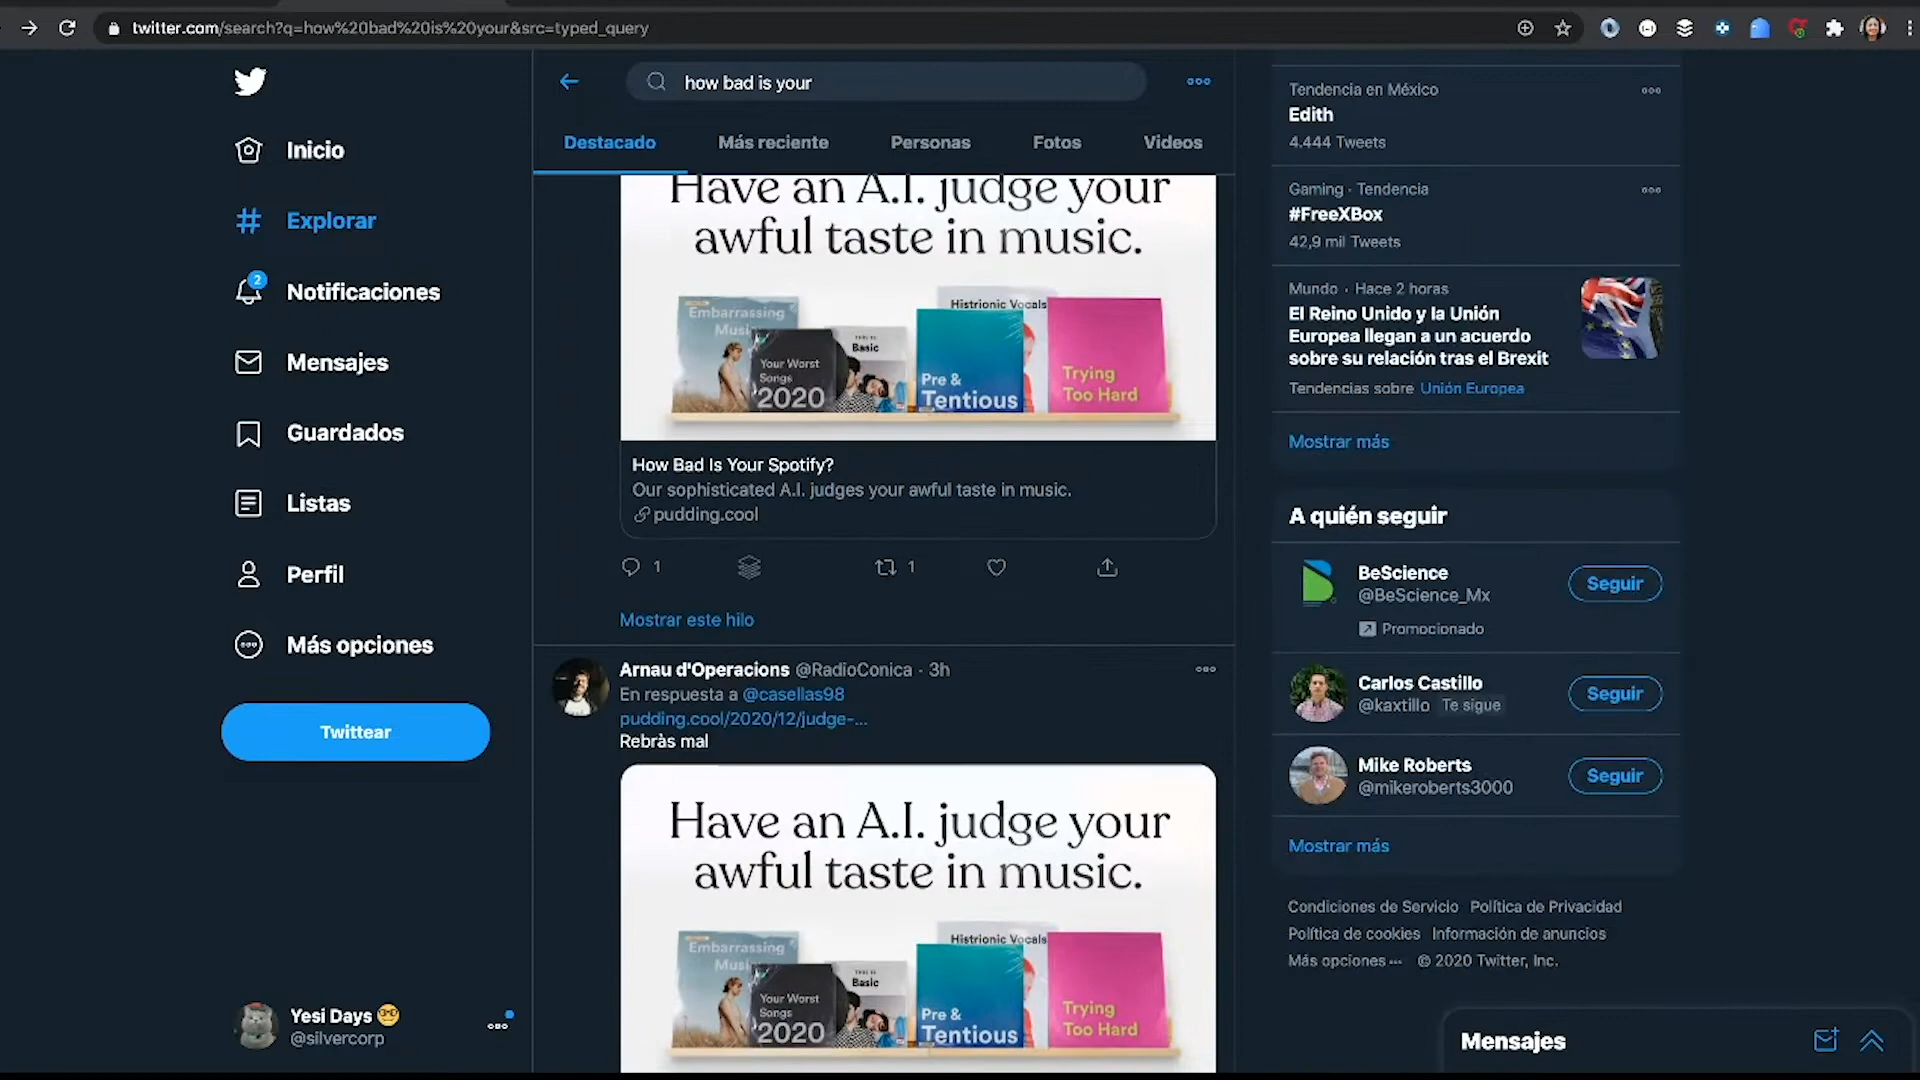 twitter.com/search?q=how%20bad%20is%20your&src=typed_query
Inicio
Explorar
2
Notificaciones
Mensajes
Guardados
Listas
Perfil
Más opciones
Twittear
Yesi Days
@silvercorp
how bad is your
Destacado
Más reciente
Personas
Fotos
Videos
Have an A.I. judge your
awful taste in music.
Embarrassing
Music
Your Worst
Songs
2020
THIS IS
Basic
Histrionic Vocals
Pre &
Tentious
Trying
Too Hard
How Bad Is Your Spotify?
Our sophisticated A.I. judges your awful taste in music.
pudding.cool
1
1
Mostrar este hilo
Arnau d'Operacions @RadioConica · 3h
En respuesta a @casellas98
pudding.cool/2020/12/judge-...
Rebràs mal
Have an A.I. judge your
awful taste in music.
Embarrassing
Music
Your Worst
Songs
2020
THIS IS
Basic
Histrionic Vocals
Pre &
Tentious
Trying
Too Hard
Tendencia en México
Edith
4.444 Tweets
Gaming · Tendencia
#FreeXBox
42,9 mil Tweets
Mundo · Hace 2 horas
El Reino Unido y la Unión
Europea llegan a un acuerdo
sobre su relación tras el Brexit
Tendencias sobre Unión Europea
Mostrar más
A quién seguir
BeScience
@BeScience_Mx
Promocionado
Seguir
Carlos Castillo
@kaxtillo Te sigue
Seguir
Mike Roberts
@mikeroberts3000
Seguir
Mostrar más
Condiciones de Servicio Política de Privacidad
Política de cookies Información de anuncios
Más opciones ··· © 2020 Twitter, Inc.
Mensajes